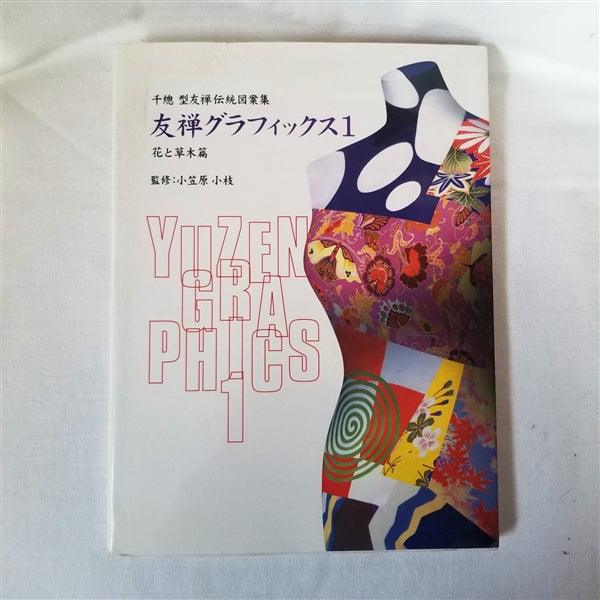 千總 型友禅伝統図案集
友禅グラフィックス1
花と草木篇
監修:小笠原 小枝
YUZEN
GRA
PHICS
1